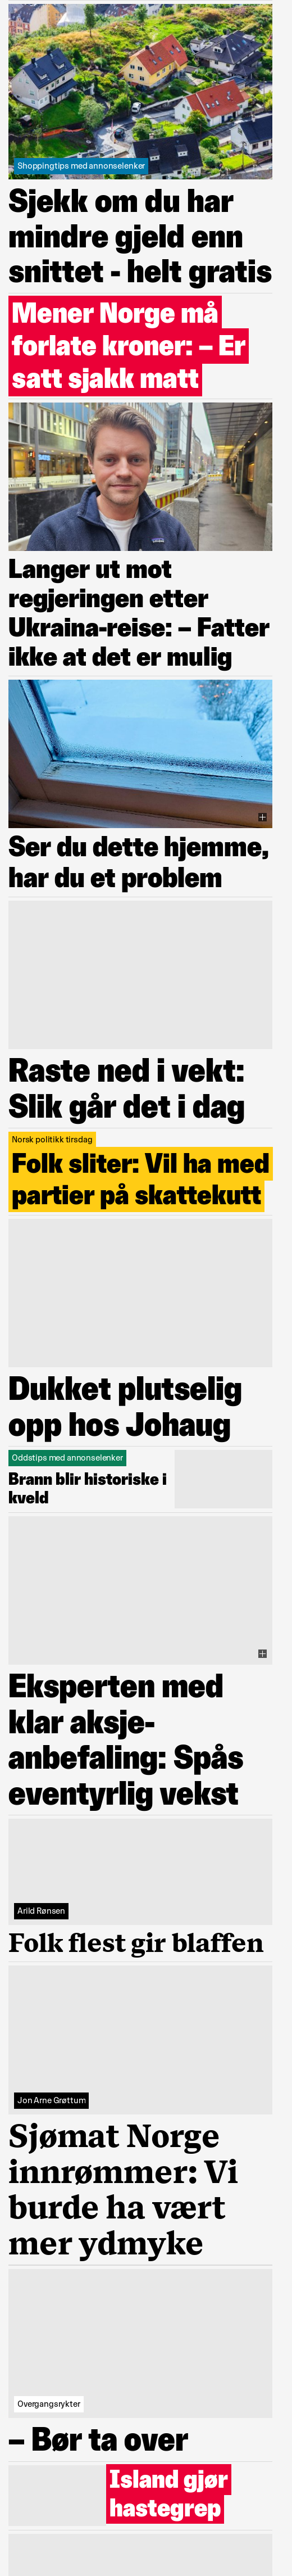 Shoppingtips med annonselenker
Sjekk om du har
mindre gjeld enn
snittet - helt gratis
Mener Norge må
forlate kroner: – Er
satt sjakk matt
Langer ut mot
regjeringen etter
Ukraina-reise: – Fatter
ikke at det er mulig
Ser du dette hjemme,
har du et problem
Raste ned i vekt:
Slik går det i dag
Norsk politikk tirsdag
Folk sliter: Vil ha med
partier på skattekutt
Dukket plutselig
opp hos Johaug
Oddstips med annonselenker
Brann blir historiske i
kveld
Eksperten med
klar aksje-
anbefaling: Spås
eventyrlig vekst
Arild Rønsen
Folk flest gir blaffen
Jon Arne Grøttum
Sjømat Norge
innrømmer: Vi
burde ha vært
mer ydmyke
Overgangsrykter
– Bør ta over
Island gjør
hastegrep